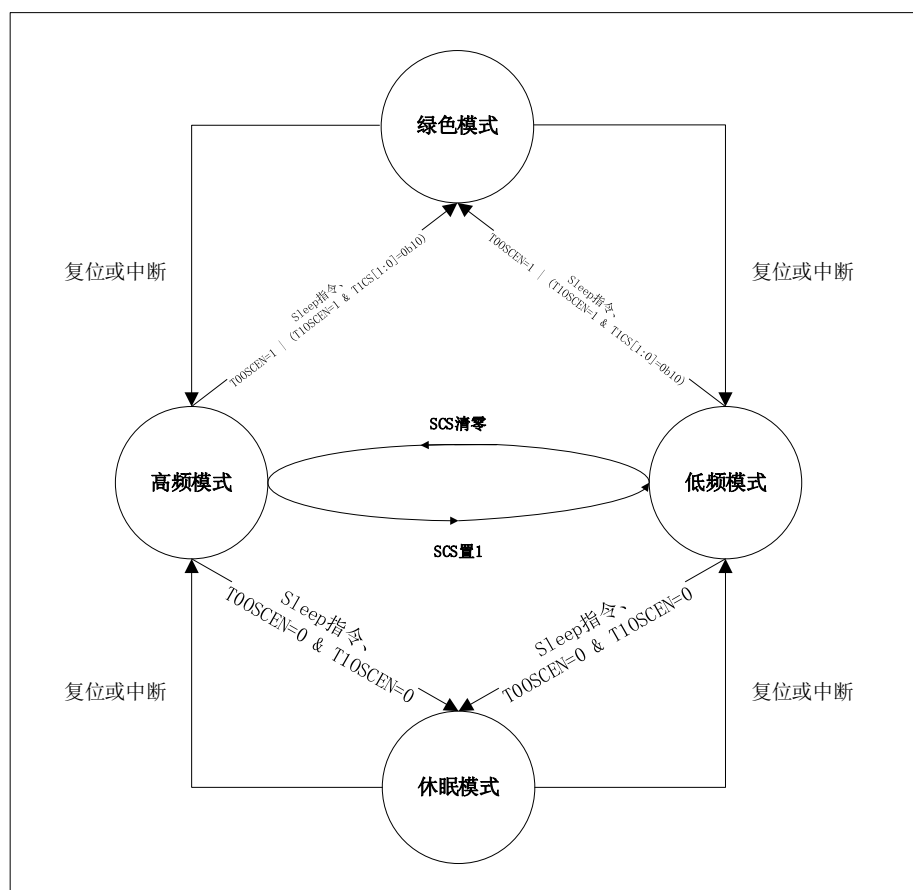 绿色模式
复位或中断
复位或中断
Sleep指令、
T0OSCEN=1 | (T1OSCEN=1 & T1CS[1:0]=0b10)
Sleep指令、
T0OSCEN=1 | (T1OSCEN=1 & T1CS[1:0]=0b10)
SCS清零
高频模式
低频模式
SCS置1
Sleep指令、
T0OSCEN=0 & T1OSCEN=0
Sleep指令、
T0OSCEN=0 & T1OSCEN=0
复位或中断
复位或中断
休眠模式